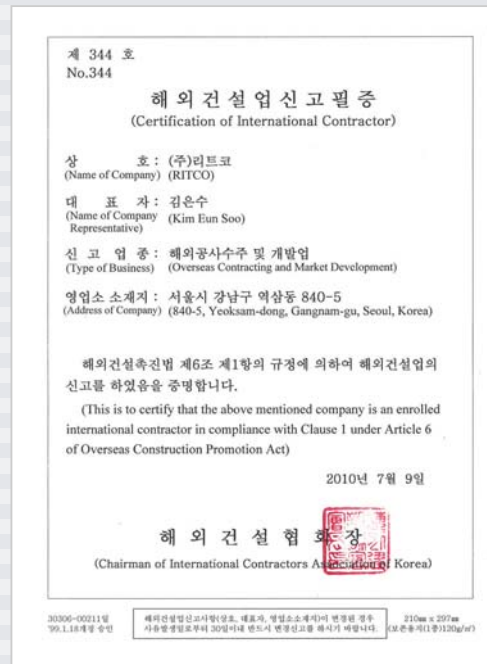 제 344 호
No.344
해외건설업신고필증
(Certification of International Contractor)
상 호 : (주)리트코
(Name of Company) (RITCO)
대 표 자 : 김은수
(Name of Company Representative) (Kim Eun Soo)
신 고 업 종 : 해외공사수주 및 개발업
(Type of Business) (Overseas Contracting and Market Development)
영업소 소재지 : 서울시 강남구 역삼동 840-5
(Address of Company) (840-5, Yeoksam-dong, Gangnam-gu, Seoul, Korea)
해외건설촉진법 제6조 제1항의 규정에 의하여 해외건설업의
신고를 하였음을 증명합니다.
(This is to certify that the above mentioned company is an enrolled
international contractor in compliance with Clause 1 under Article 6
of Overseas Construction Promotion Act)
2010년 7월 9일
해 외 건 설 협 회 장
(Chairman of International Contractors Association of Korea)
30306-00211일
'99.1.18개정 승인
해외건설업신고사항(상호, 대표자, 영업소소재지)이 변경된 경우
사유발생일로부터 30일이내 반드시 변경신고를 하시기 바랍니다.
210㎜ x 297㎜
(보존용지(1종)120g/㎡)